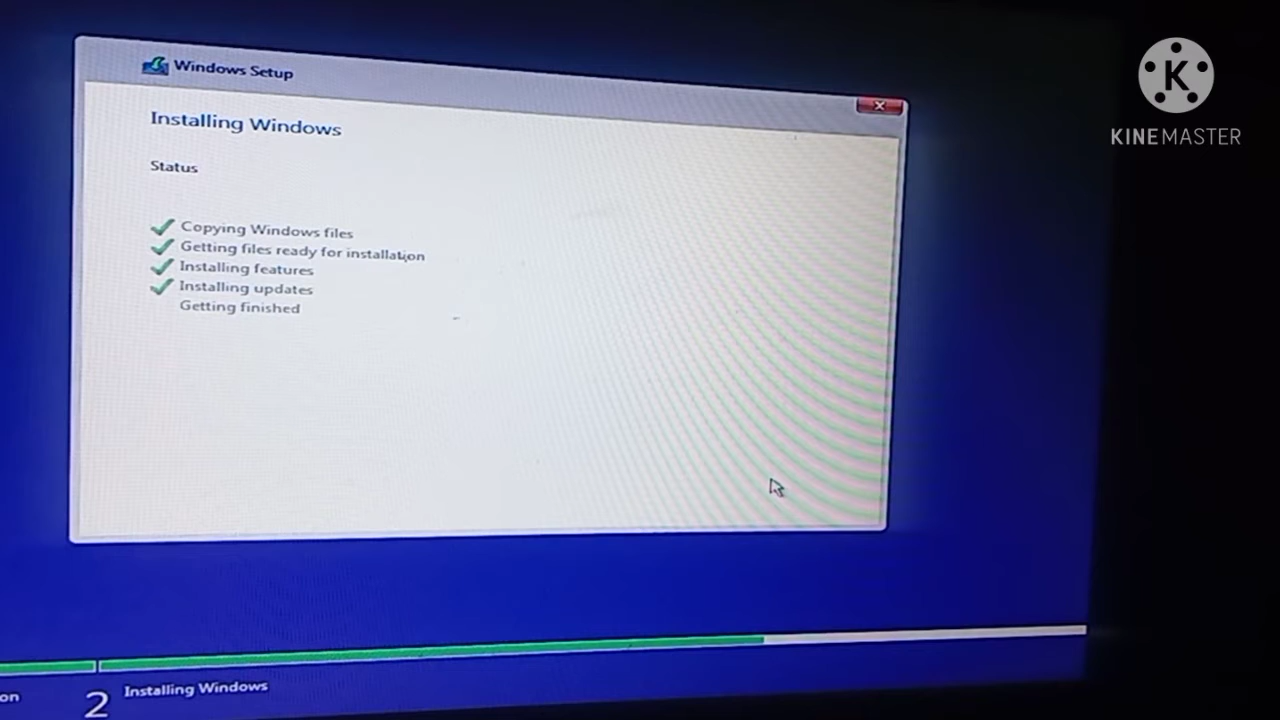 Windows Setup
Installing Windows
Status
Copying Windows files
Getting files ready for installation
Installing features
Installing updates
Getting finished
on
2 Installing Windows
K
KINEMASTER